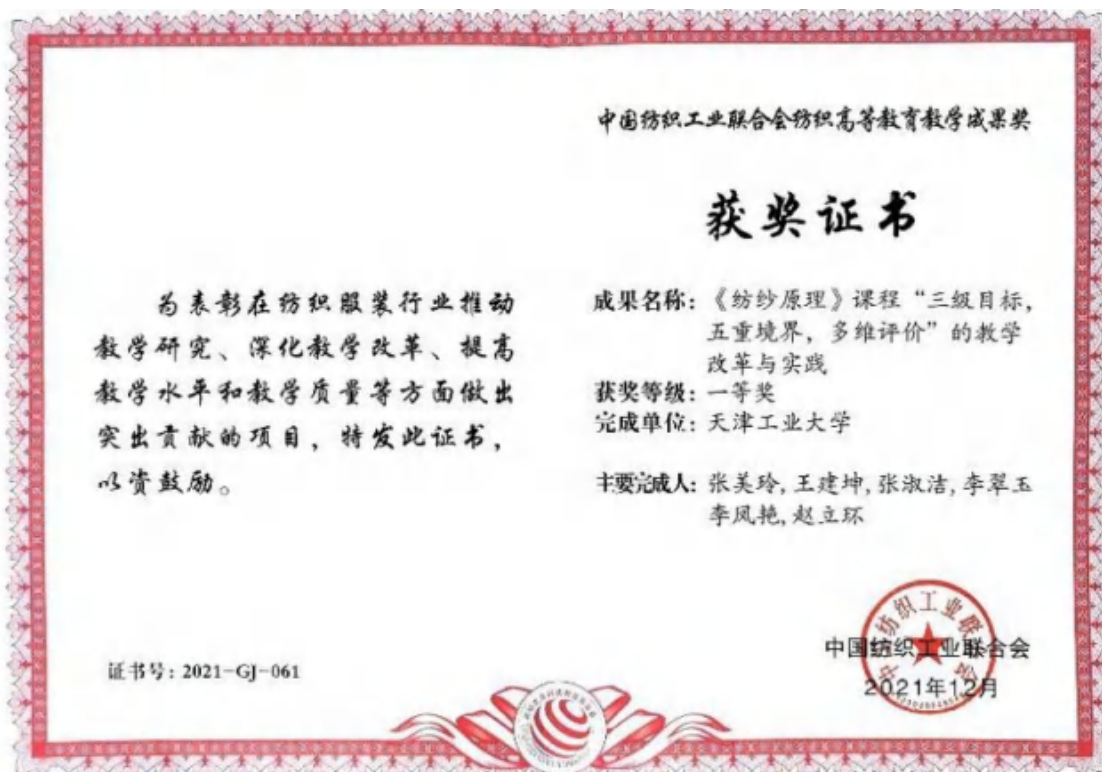 中国纺织工业联合会纺织高等教育教学成果奖
获奖证书
为表彰在纺织服装行业推动
教学研究、深化教学改革、提高
教学水平和教学质量等方面做出
突出贡献的项目，特发此证书，
以资鼓励。
证书号：2021-GJ-061
成果名称：《纺纱原理》课程“三级目标，
五重境界，多维评价”的教学
改革与实践
获奖等级：一等奖
完成单位：天津工业大学
主要完成人：张美玲,王建坤,张淑洁,李翠玉
李凤艳,赵立环
中国纺织工业联合会
2021年12月
中国纺织工业联合会